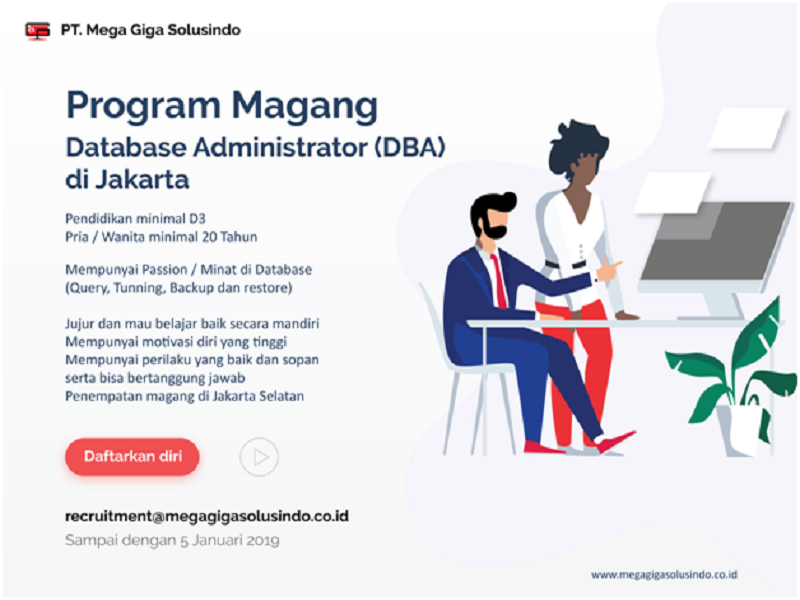 PT. Mega Giga Solusindo
Program Magang
Database Administrator (DBA)
di Jakarta
Pendidikan minimal D3
Pria / Wanita minimal 20 Tahun
Mempunyai Passion / Minat di Database
(Query, Tunning, Backup dan restore)
Jujur dan mau belajar baik secara mandiri
Mempunyai motivasi diri yang tinggi
Mempunyai perilaku yang baik dan sopan
serta bisa bertanggung jawab
Penempatan magang di Jakarta Selatan
Daftarkan diri
recruitment@megagigasolusindo.co.id
Sampai dengan 5 Januari 2019
www.megagigasolusindo.co.id